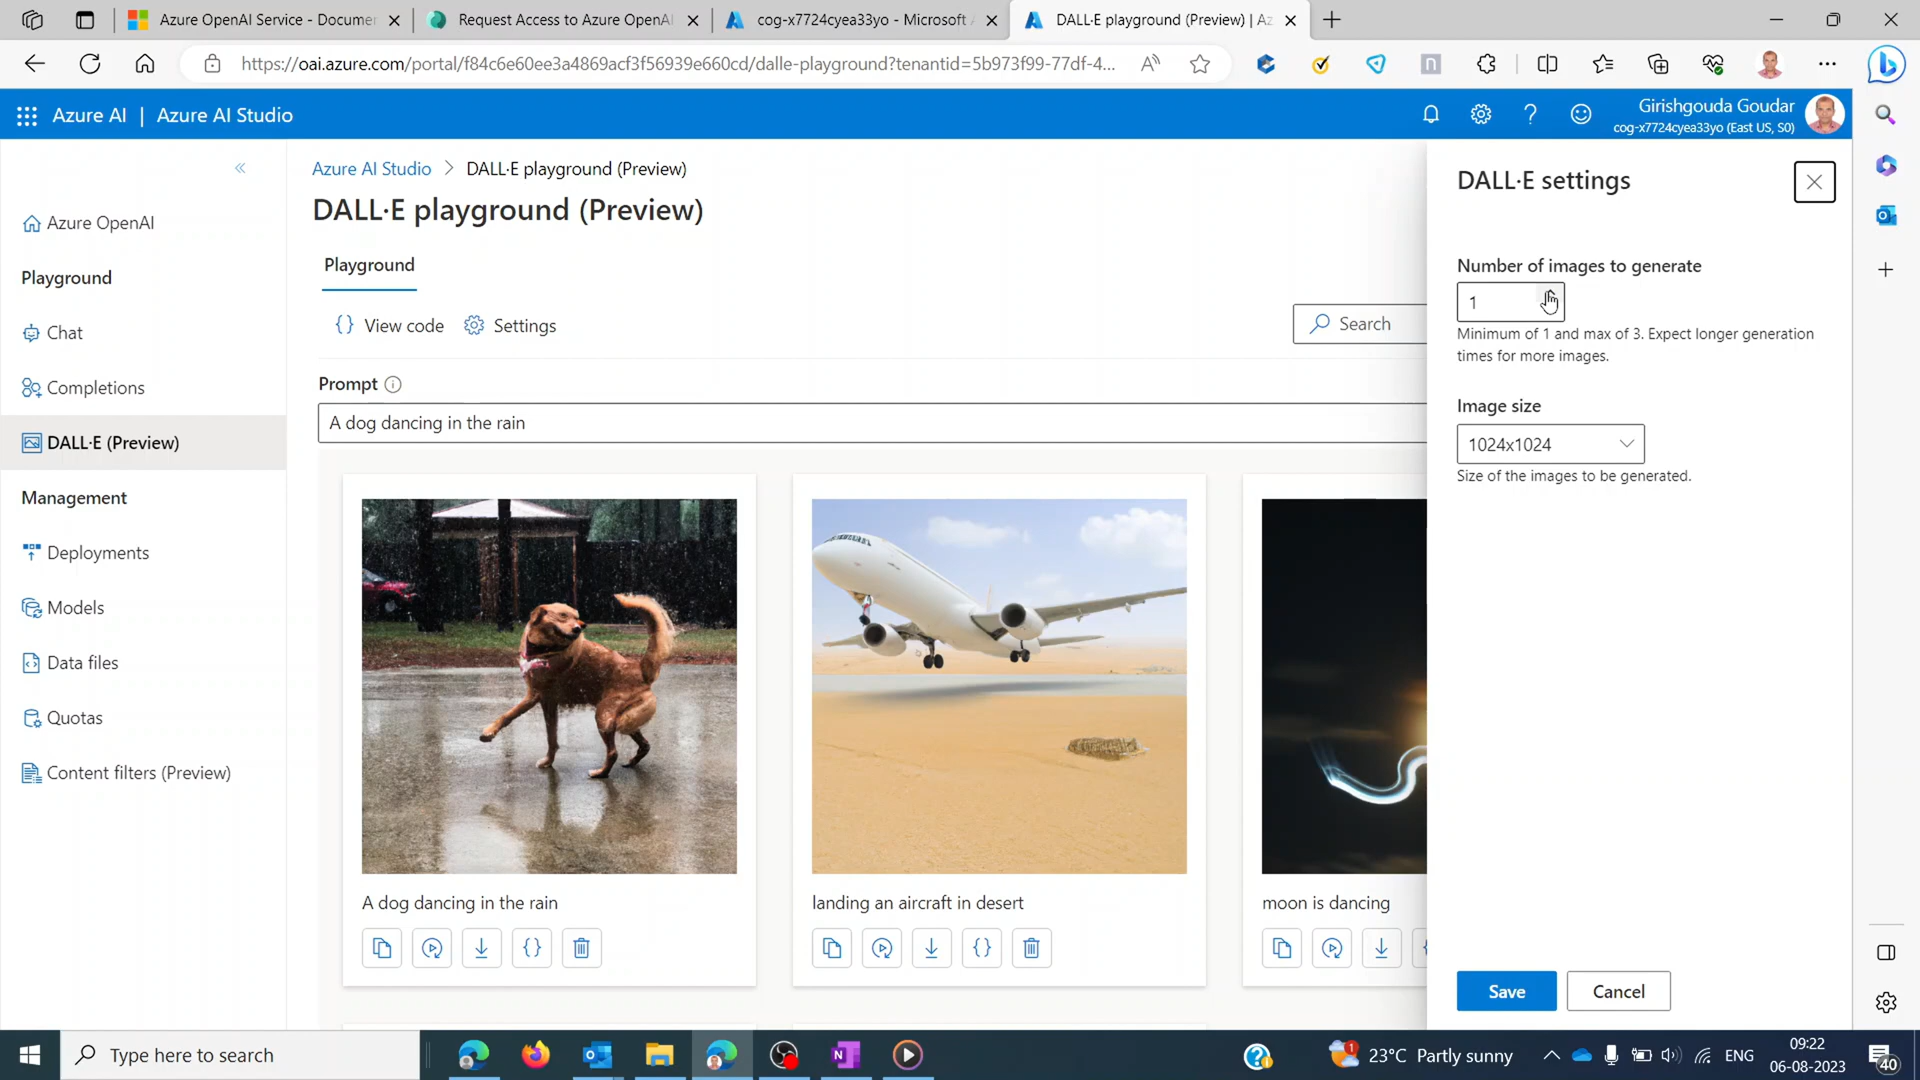 Azure OpenAI Service - Documen
Request Access to Azure OpenAI
cog-x7724cyea33yo - Microsoft A
DALL·E playground (Preview) | Az
https://oai.azure.com/portal/f84c6e60ee3a4869acf3f56939e660cd/dalle-playground?tenantid=5b973f99-77df-4...
Azure AI | Azure AI Studio
Girishgouda Goudar
cog-x7724cyea33yo (East US, S0)
Azure OpenAI
Playground
Chat
Completions
DALL·E (Preview)
Management
Deployments
Models
Data files
Quotas
Content filters (Preview)
Azure AI Studio > DALL·E playground (Preview)
DALL·E playground (Preview)
Playground
{} View code
Settings
Search
Prompt
A dog dancing in the rain
A dog dancing in the rain
landing an aircraft in desert
moon is dancing
DALL·E settings
Number of images to generate
1
Minimum of 1 and max of 3. Expect longer generation
times for more images.
Image size
1024x1024
Size of the images to be generated.
Save
Cancel
Type here to search
1
23°C Partly sunny
ENG
09:22
06-08-2023
40